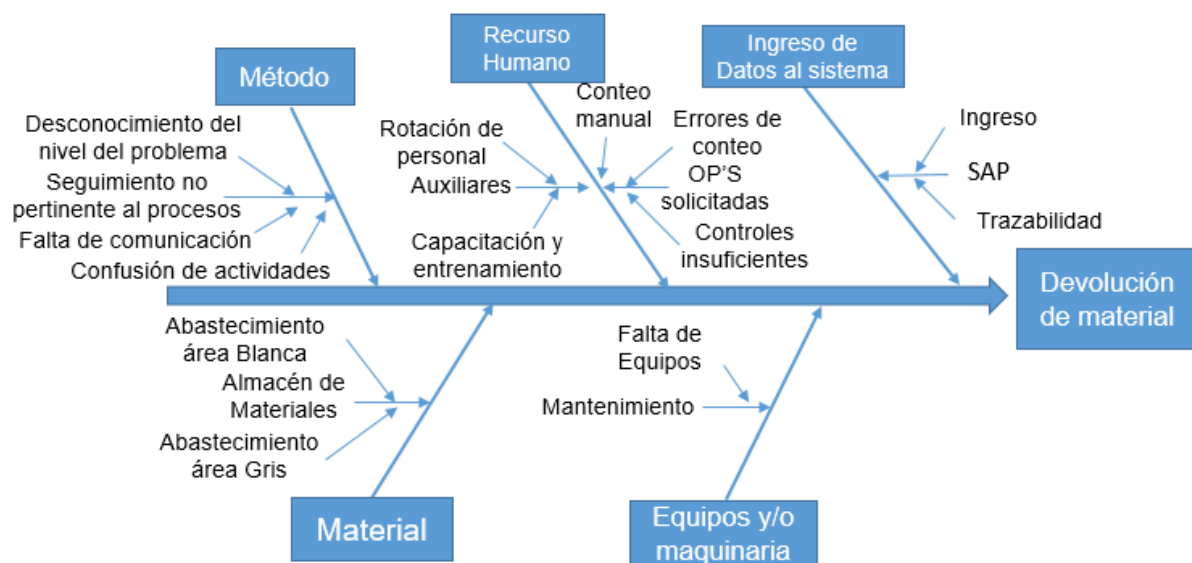 Método
Desconocimiento del
nivel del problema
Seguimiento no
pertinente al procesos
Falta de comunicación
Confusión de actividades
Recurso
Humano
Conteo
manual
Rotación de
personal
Auxiliares
Capacitación y
entrenamiento
Errores de
conteo
OP'S
solicitadas
Controles
insuficientes
Ingreso de
Datos al sistema
Ingreso
SAP
Trazabilidad
Devolución
de material
Abastecimiento
área Blanca
Almacén de
Materiales
Abastecimiento
área Gris
Material
Falta de
Equipos
Mantenimiento
Equipos y/o
maquinaria